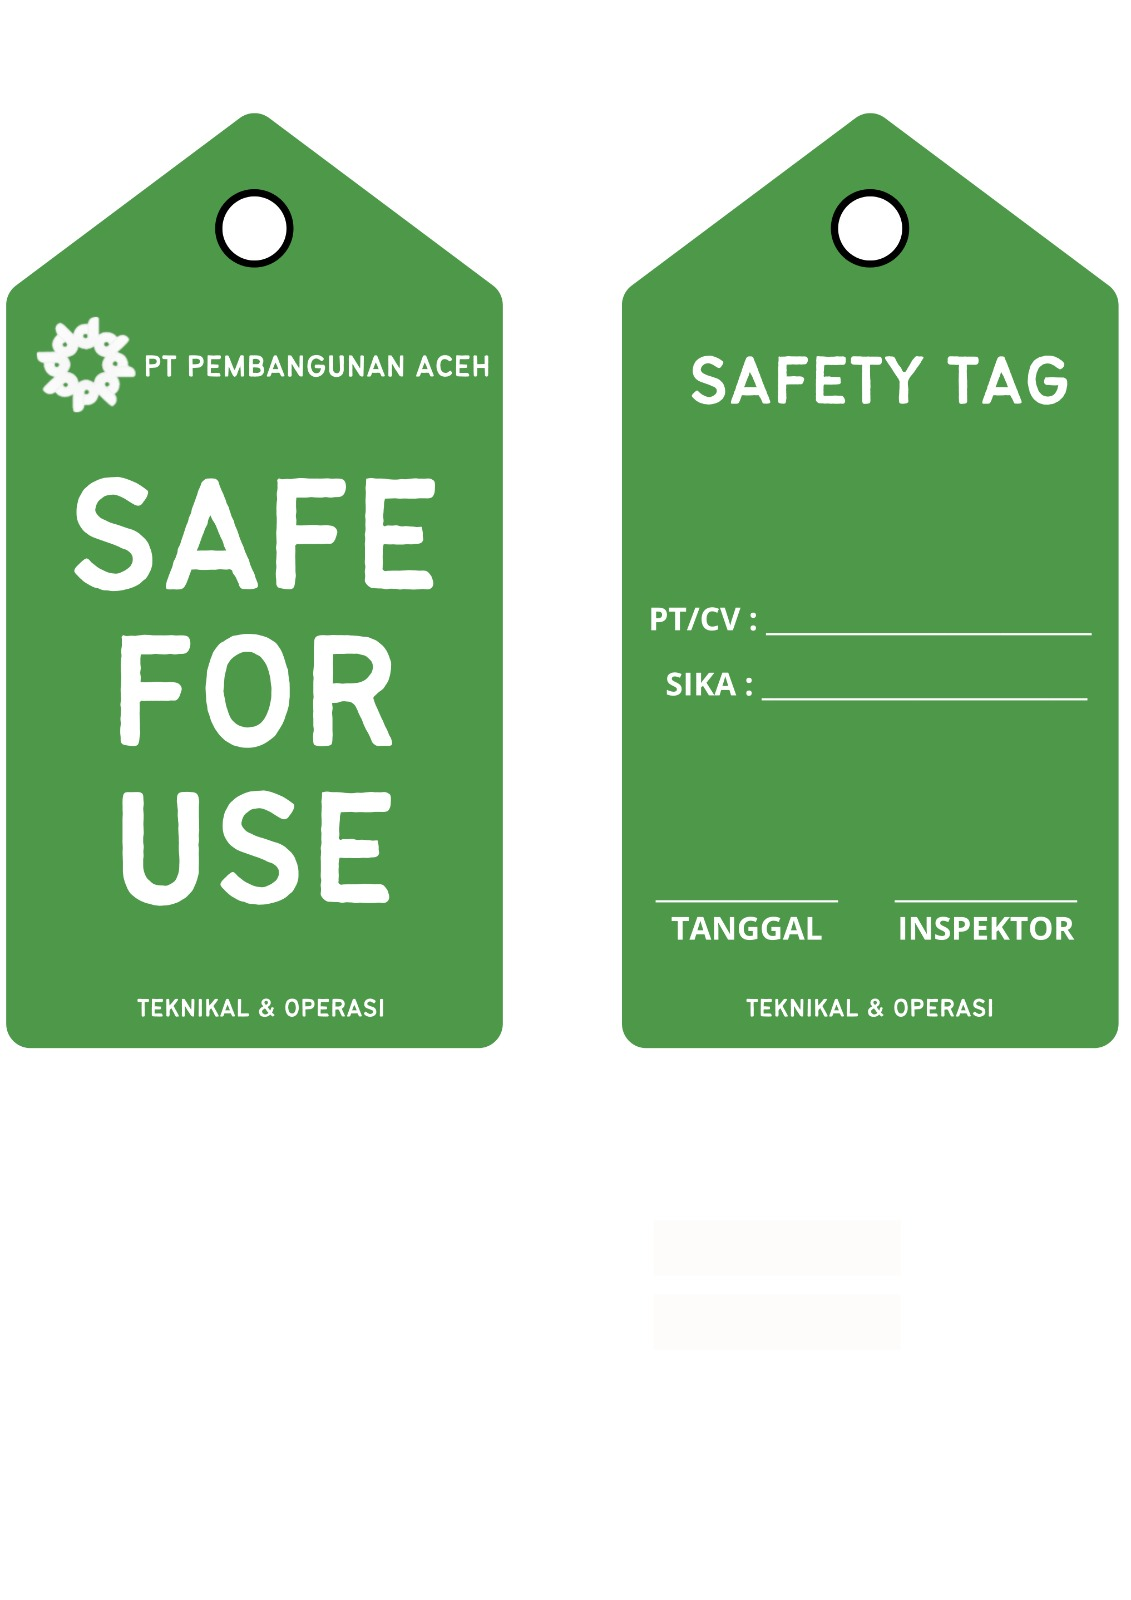 PT PEMBANGUNAN ACEH
SAFE
FOR
USE
TEKNIKAL & OPERASI
SAFETY TAG
PT/CV :
SIKA :
TANGGAL
INSPEKTOR
TEKNIKAL & OPERASI